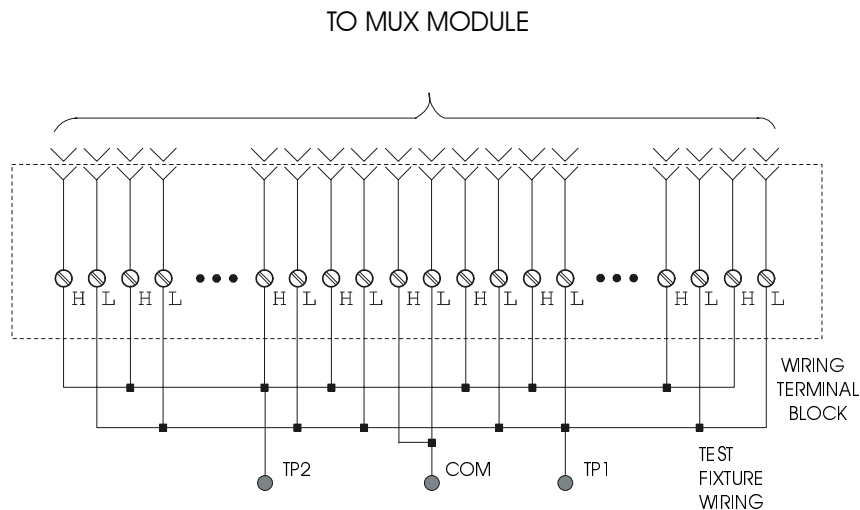 TO MUX MODULE
H L H L H L H L H L H L H L H L H L
WIRING
TERMINAL
BLOCK
TP2 COM TP1
TEST
FIXTURE
WIRING